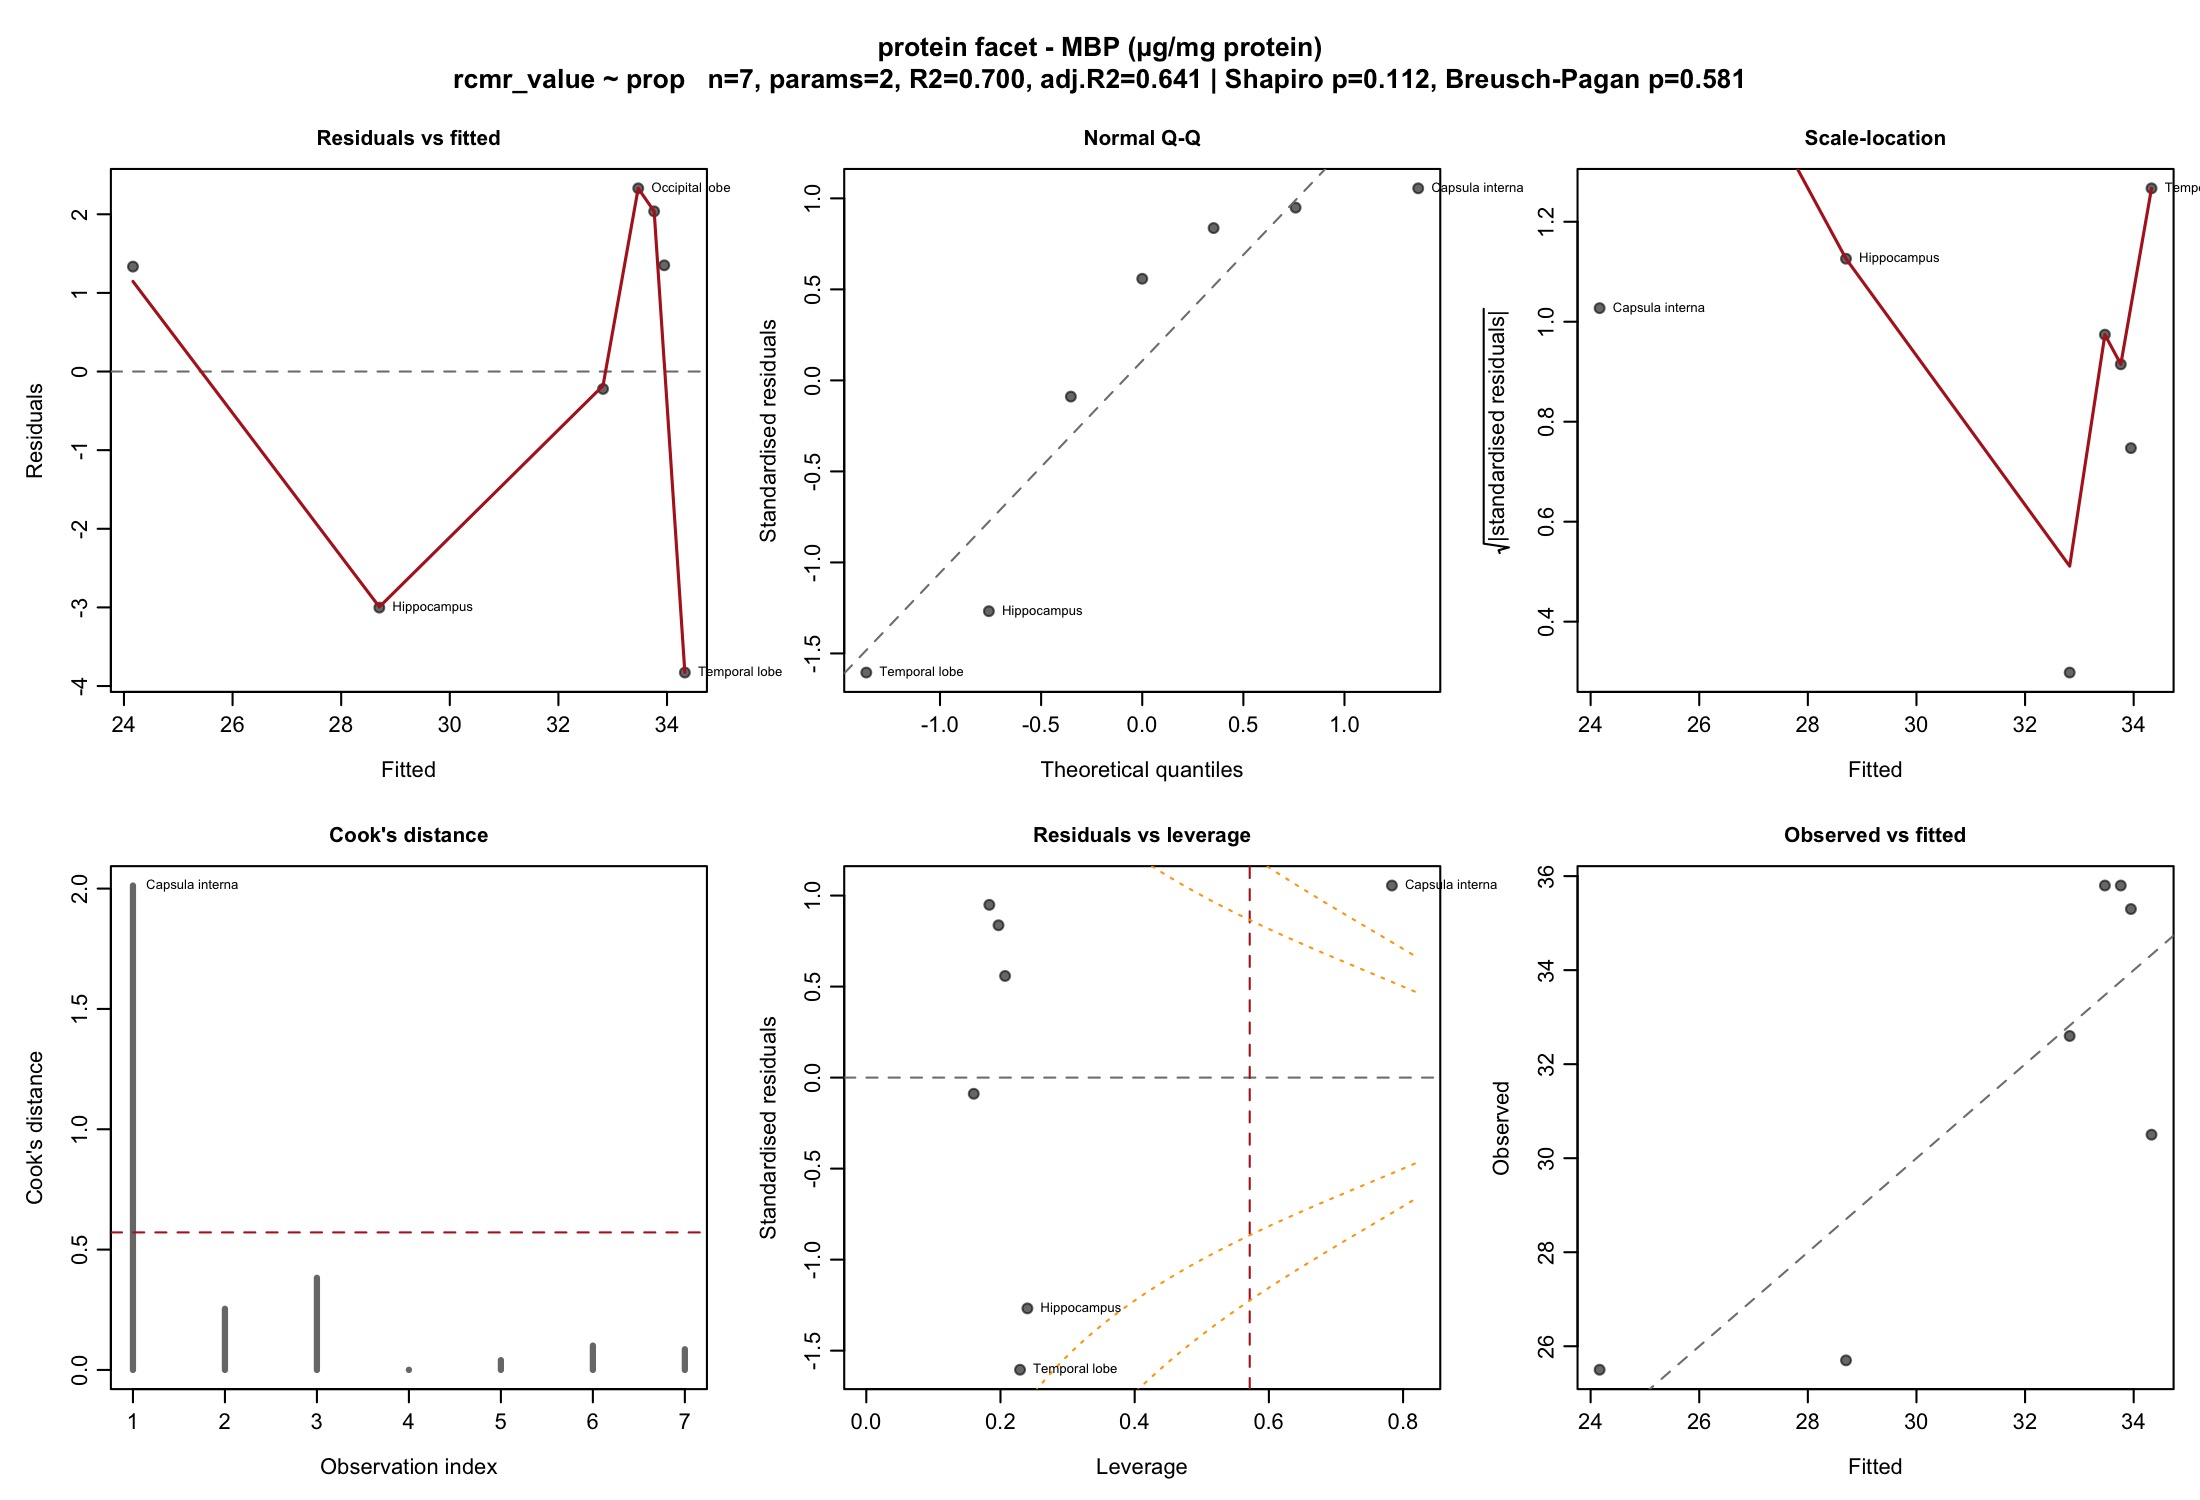 protein facet - MBP (µg/mg protein)
rcmr_value ~ prop   n=7, params=2, R2=0.700, adj.R2=0.641 | Shapiro p=0.112, Breusch-Pagan p=0.581
Residuals vs fitted
Residuals
2
1
0
-1
-2
-3
-4
Occipital lobe
Hippocampus
Temporal lobe
24 26 28 30 32 34
Fitted
Normal Q-Q
Standardised residuals
1.0
0.5
0.0
-0.5
-1.0
-1.5
Capsula interna
Hippocampus
Temporal lobe
-1.0 -0.5 0.0 0.5 1.0
Theoretical quantiles
Scale-location
√|standardised residuals|
1.2
1.0
0.8
0.6
0.4
Tempo
Hippocampus
Capsula interna
24 26 28 30 32 34
Fitted
Cook's distance
Cook's distance
2.0
1.5
1.0
0.5
0.0
Capsula interna
1 2 3 4 5 6 7
Observation index
Residuals vs leverage
Standardised residuals
1.0
0.5
0.0
-0.5
-1.0
-1.5
Capsula interna
Hippocampus
Temporal lobe
0.0 0.2 0.4 0.6 0.8
Leverage
Observed vs fitted
Observed
36
34
32
30
28
26
24 26 28 30 32 34
Fitted